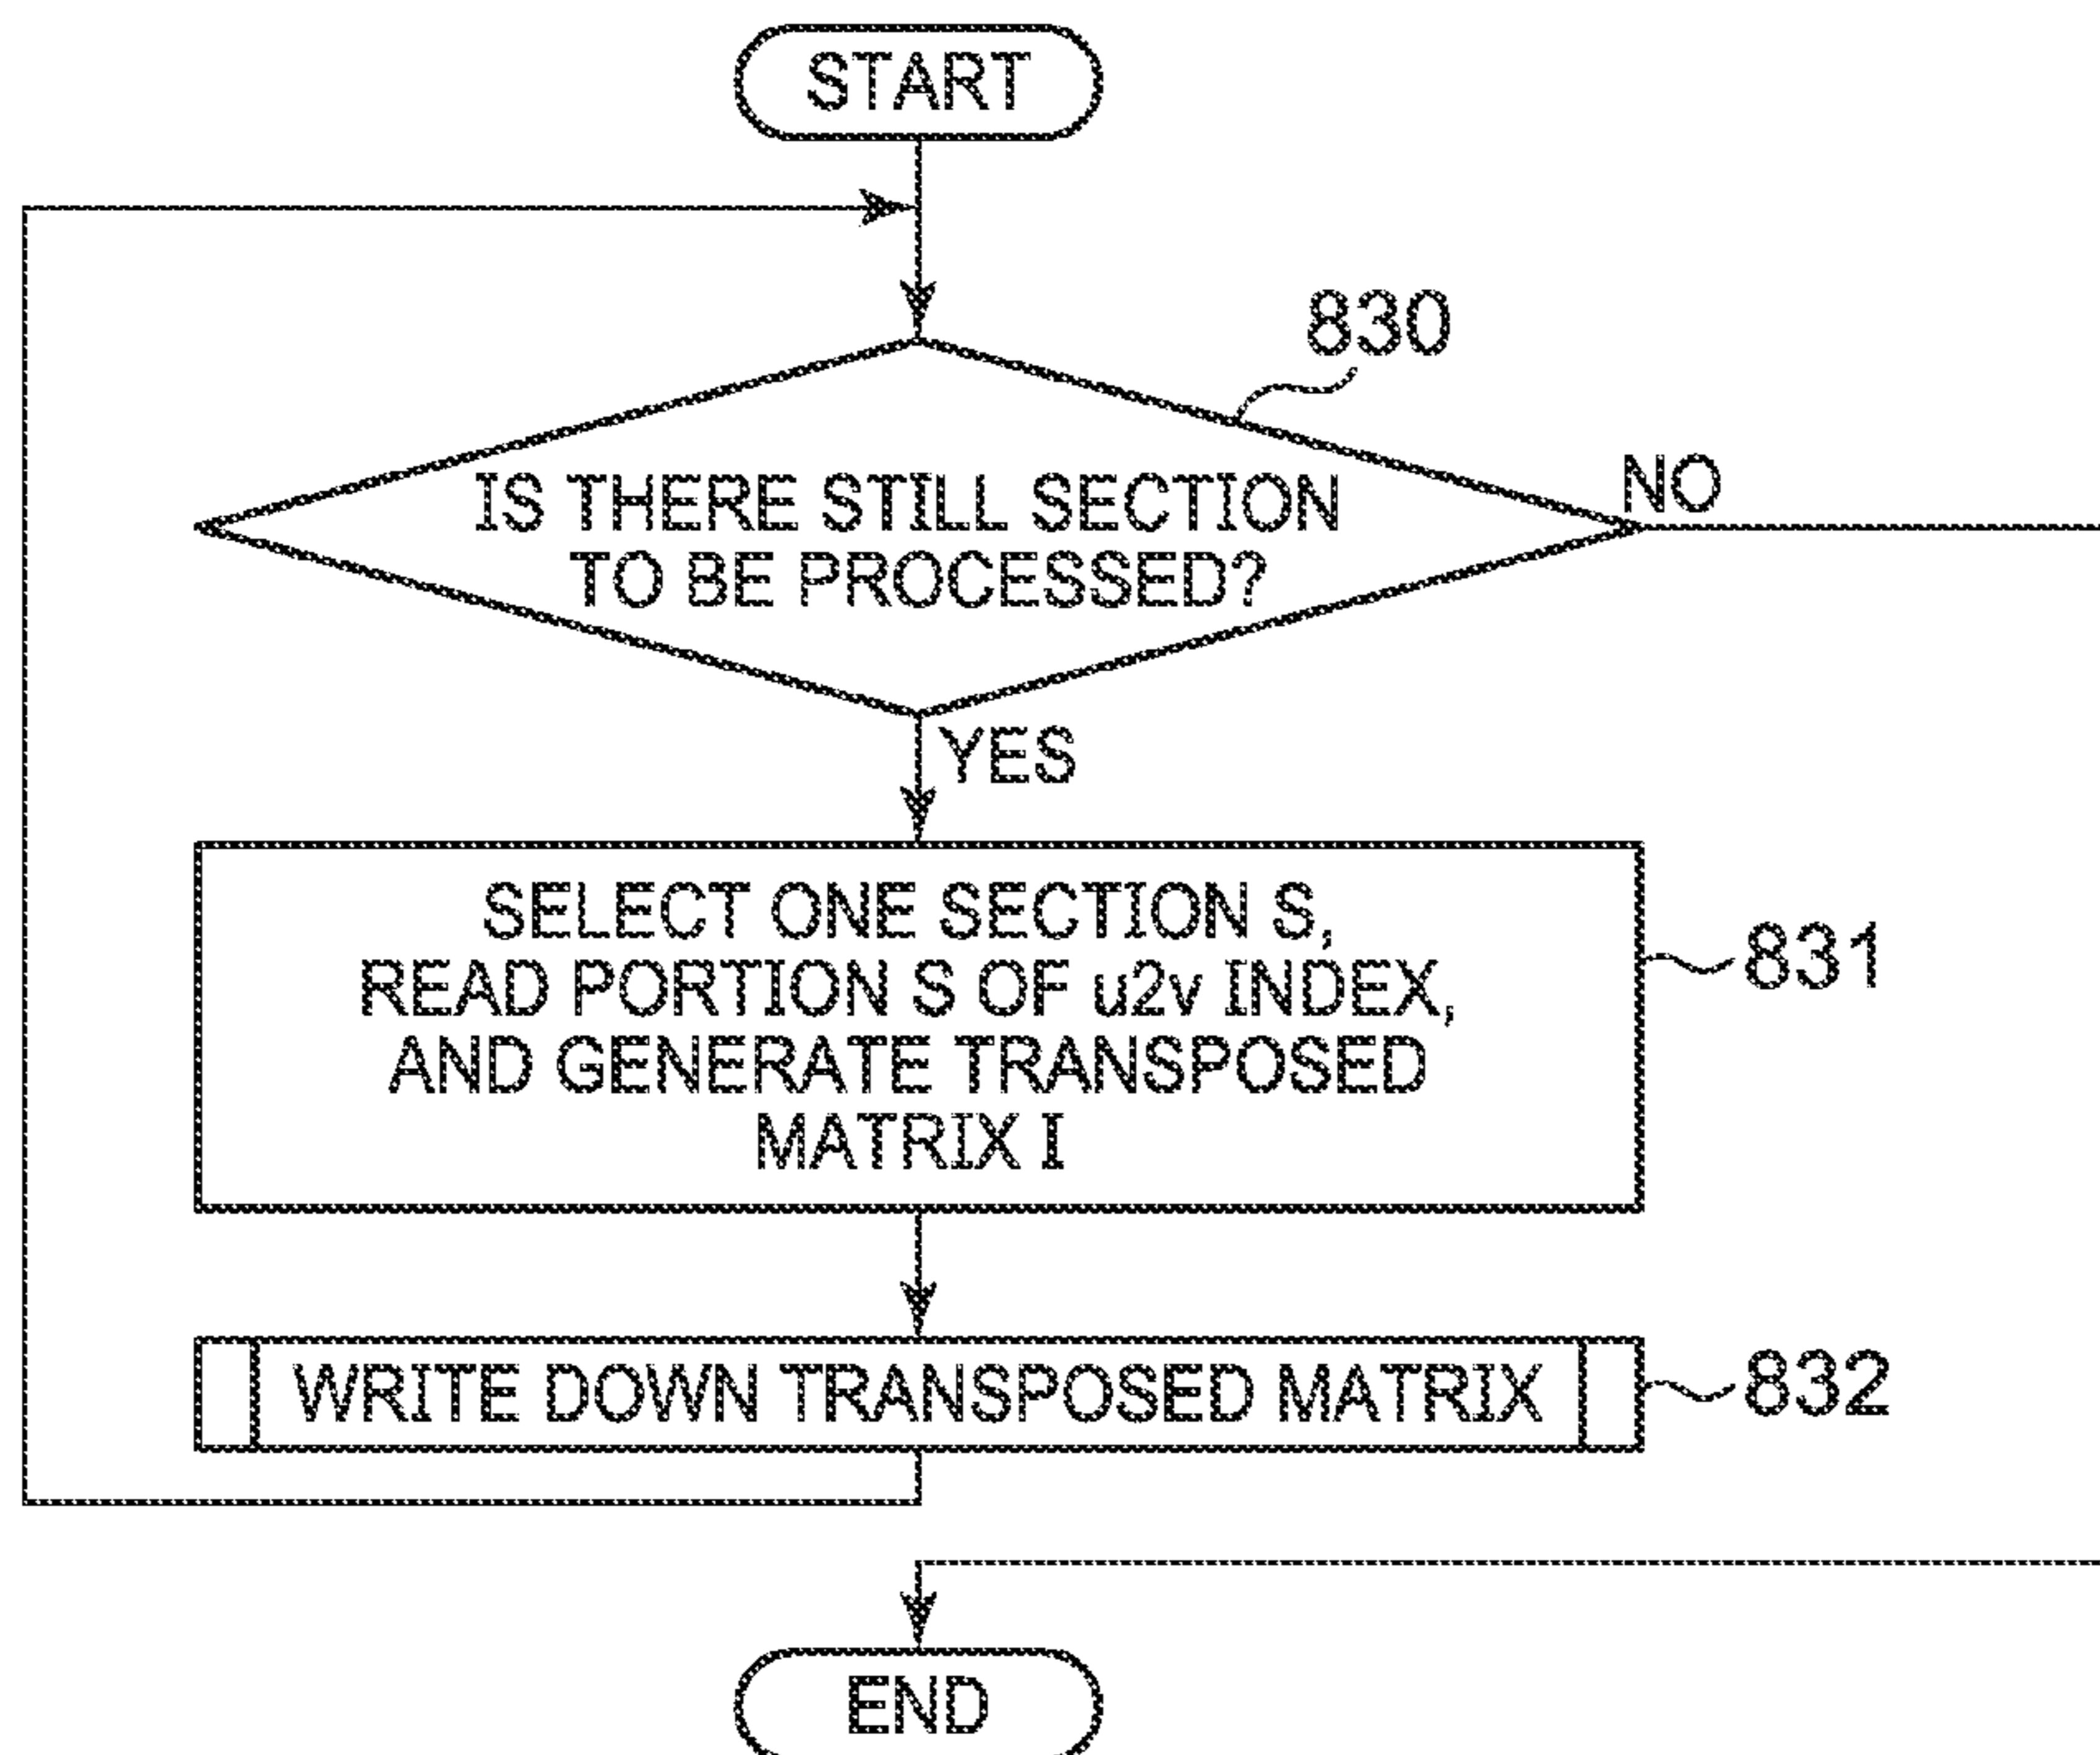 START
830
IS THERE STILL SECTION
TO BE PROCESSED?
NO
YES
SELECT ONE SECTION S,
READ PORTION S OF u2v INDEX,
AND GENERATE TRANSPOSED
MATRIX I
831
WRITE DOWN TRANSPOSED MATRIX
832
END